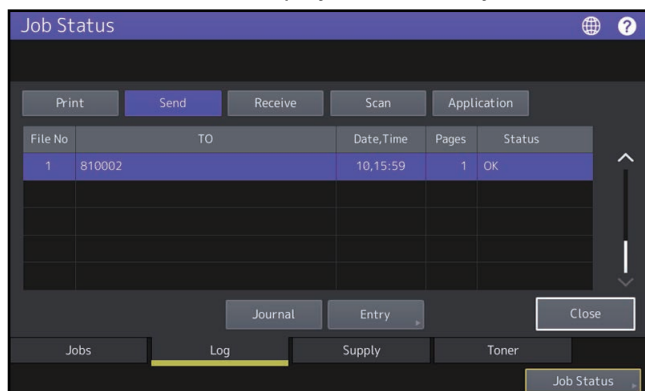 Job Status ?
Print Send Receive Scan Application
File No TO Date,Time Pages Status
1 810002 10,15:59 1 OK
Journal Entry Close
Jobs Log Supply Toner
Job Status